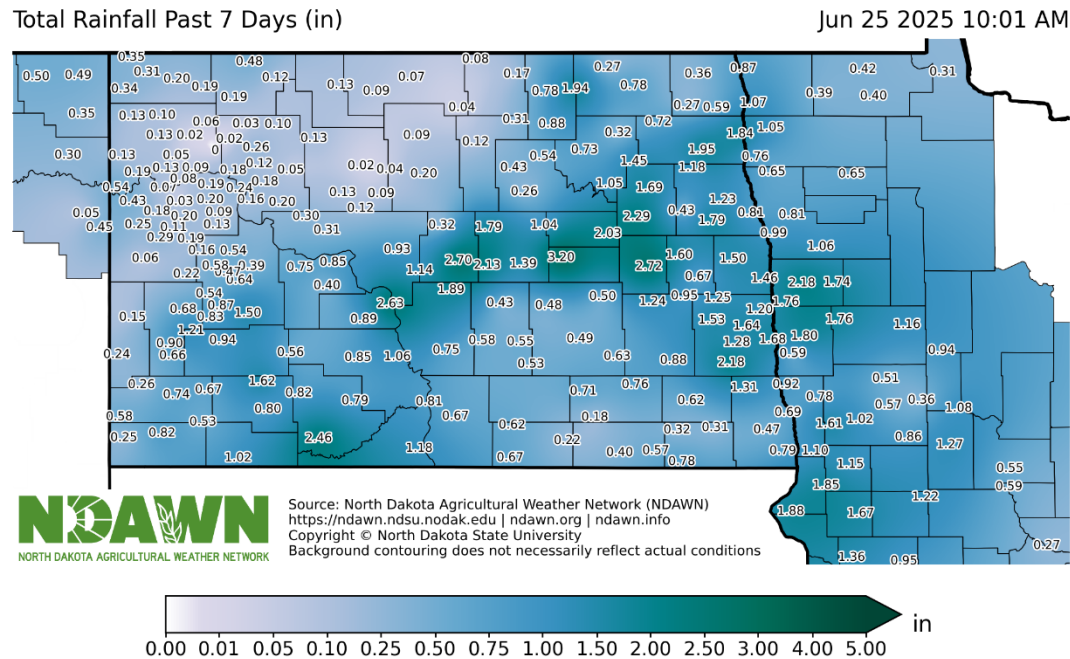 Total Rainfall Past 7 Days (in)
Jun 25 2025 10:01 AM
0.35 0.48 0.08
0.50 0.49 0.31 0.20 0.12 0.07 0.17 0.27 0.36 0.87 0.42 0.31
0.34 0.19 0.19 0.13 0.09 0.78 1.94 0.78 0.39 0.40
0.35 0.13 0.10 0.04 0.27 0.59 1.07
0.06 0.03 0.10 0.31 0.88 0.72
0.13 0.02 0.02 0.13 0.09 0.12 0.32 1.84 1.05
0 0.26 0.73 1.95
0.30 0.13 0.05 0.12 0.54 1.45 0.76
0.19 0.13 0.09 0.18 0.05 0.02 0.04 0.20 0.43 1.18 0.65 0.65
0.54 0.07 0.08 0.19 0.24 0.18 0.13 0.09 0.26 1.05 1.69
0.43 0.03 0.20 0.16 0.20 0.12 1.23
0.05 0.18 0.20 0.09 0.30 2.29 0.43 0.81 0.81
0.45 0.25 0.11 0.13 0.31 0.32 1.79 1.04 1.79
0.29 0.19 2.03 0.99
0.16 0.54 0.93 1.06
0.06 0.58 0.39 0.75 0.85 2.70 2.13 1.39 3.20 2.72 1.60 1.50
0.22 0.47 0.64 1.14 0.67 1.46 2.18 1.74
0.54 0.40 1.89 0.50 0.95 1.25
0.68 0.87 2.63 0.43 0.48 1.24 1.20 1.76
0.15 0.83 1.50 0.89 1.53 1.76 1.16
1.21 1.64
0.90 0.94 0.58 0.55 0.49 1.28 1.68 1.80
0.24 0.66 0.56 0.85 1.06 0.75 0.53 0.63 0.88 2.18 0.59 0.94
0.26 0.74 0.67 1.62 0.82 0.71 0.76 1.31 0.92 0.51
0.79 0.81 0.62 0.78 0.57 0.36
0.58 0.53 0.80 0.67 0.62 0.18 0.69 1.61 1.02 1.08
0.25 0.82 2.46 0.22 0.32 0.31 0.47 0.86
1.02 1.18 0.67 0.40 0.57 0.78 0.79 1.10 1.27
1.15 0.55
1.85 0.59
1.88 1.67 1.22
1.36 0.95 0.27
NDAWN
NORTH DAKOTA AGRICULTURAL WEATHER NETWORK
Source: North Dakota Agricultural Weather Network (NDAWN)
https://ndawn.ndsu.nodak.edu | ndawn.org | ndawn.info
Copyright © North Dakota State University
Background contouring does not necessarily reflect actual conditions
0.00 0.01 0.05 0.10 0.25 0.50 0.75 1.00 1.50 2.00 2.50 3.00 4.00 5.00
in